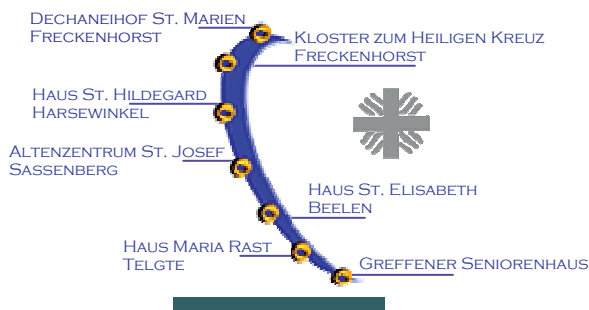 Dechaneihof St. Marien
Freckenhorst
Kloster zum Heiligen Kreuz
Freckenhorst
Haus St. Hildegard
Harsewinkel
Altenzentrum St. Josef
Sassenberg
Haus St. Elisabeth
Beelen
Haus Maria Rast
Telgte
Greffener Seniorenhaus